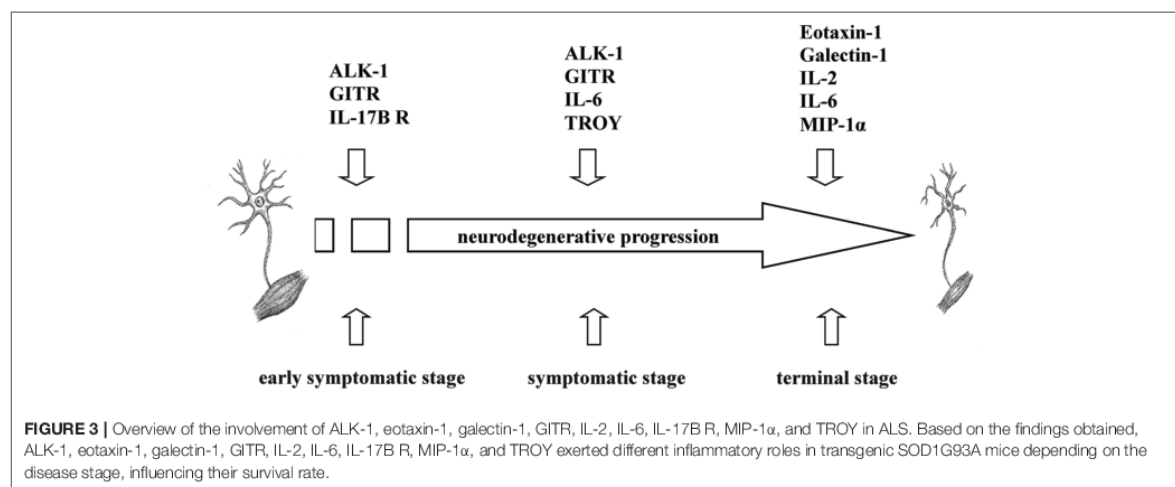 ALK-1
GITR
IL-17B R
ALK-1
GITR
IL-6
TROY
Eotaxin-1
Galectin-1
IL-2
IL-6
MIP-1α
neurodegenerative progression
early symptomatic stage
symptomatic stage
terminal stage
FIGURE 3 | Overview of the involvement of ALK-1, eotaxin-1, galectin-1, GITR, IL-2, IL-6, IL-17B R, MIP-1α, and TROY in ALS. Based on the findings obtained,
ALK-1, eotaxin-1, galectin-1, GITR, IL-2, IL-6, IL-17B R, MIP-1α, and TROY exerted different inflammatory roles in transgenic SOD1G93A mice depending on the
disease stage, influencing their survival rate.